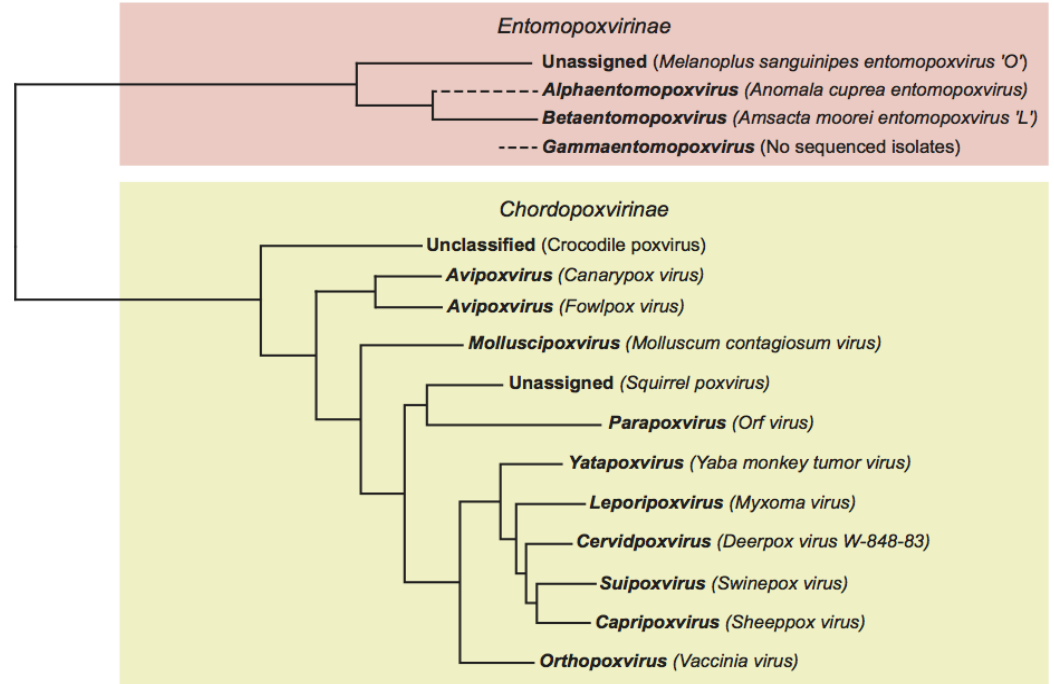 Entomopoxvirinae
Unassigned (Melanoplus sanguinipes entomopoxvirus 'O')
Alphaentomopoxvirus (Anomala cuprea entomopoxvirus)
Betaentomopoxvirus (Amsacta moorei entomopoxvirus 'L')
Gammaentomopoxvirus (No sequenced isolates)
Chordopoxvirinae
Unclassified (Crocodile poxvirus)
Avipoxvirus (Canarypox virus)
Avipoxvirus (Fowlpox virus)
Molluscipoxvirus (Molluscum contagiosum virus)
Unassigned (Squirrel poxvirus)
Parapoxvirus (Orf virus)
Yatapoxvirus (Yaba monkey tumor virus)
Leporipoxvirus (Myxoma virus)
Cervidpoxvirus (Deerpox virus W-848-83)
Suipoxvirus (Swinepox virus)
Capripoxvirus (Sheeppox virus)
Orthopoxvirus (Vaccinia virus)